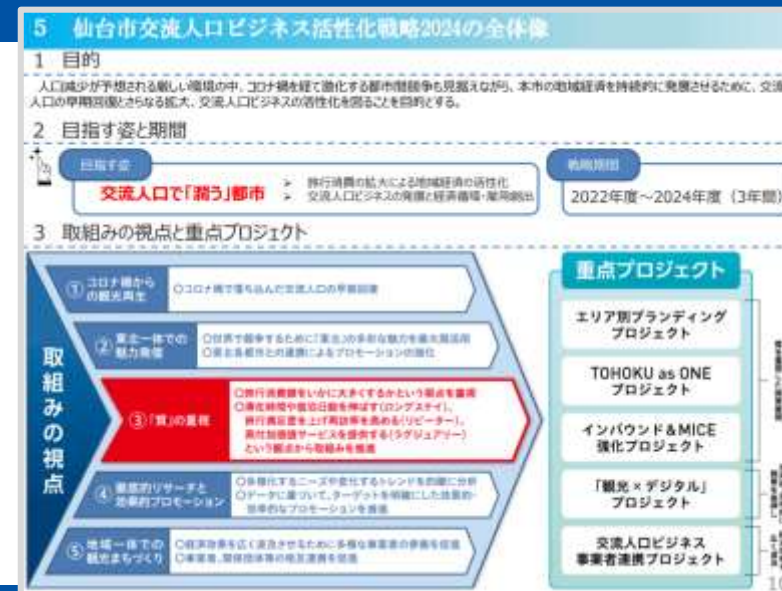 5 仙台市交流人口ビジネス活性化戦略2024の全体像
1 目的
人口減少が予想される厳しい環境の中、コロナ禍を経て激化する都市間競争も見据えながら、本市の地域経済を持続的に発展させるために、交流
人口の早期回復とさらなる拡大、交流人口ビジネスの活性化を図ることを目的とする。
2 目指す姿と期間
目指す姿
交流人口で「潤う」都市
➢ 旅行消費の拡大による地域経済の活性化
➢ 交流人口ビジネスの発展と経済循環・雇用創出
戦略期間
2022年度~2024年度(3年間)
3 取組みの視点と重点プロジェクト
取組みの視点
① コロナ禍から
の観光再生
○コロナ禍で落ち込んだ交流人口の早期回復
② 東北一体での
魅力発信
○世界で競争するために「東北」の多彩な魅力を最大限活用
○東北各都市との連携によるプロモーションの強化
③「質」の重視
○旅行消費額をいかに大きくするかという視点を重視
○滞在時間や宿泊日数を伸ばす(ロングステイ)、
旅行満足度を上げ再訪率を高める(リピーター)、
高付加価値サービスを提供する(ラグジュアリー)
という観点から取組みを推進
④ 徹底的リサーチと
効果的プロモーション
○多様化するニーズや変化するトレンドを的確に分析
○データに基づいて、ターゲットを明確にした効果的・
効率的なプロモーションを推進
⑤ 地域一体での
観光まちづくり
○経済効果を広く波及させるために多様な事業者の参画を促進
○事業者、関係団体等の相互連携を促進
重点プロジェクト
エリア別ブランディング
プロジェクト
TOHOKU as ONE
プロジェクト
インバウンド&MICE
強化プロジェクト
「観光×デジタル」
プロジェクト
交流人口ビジネス
事業者連携プロジェクト